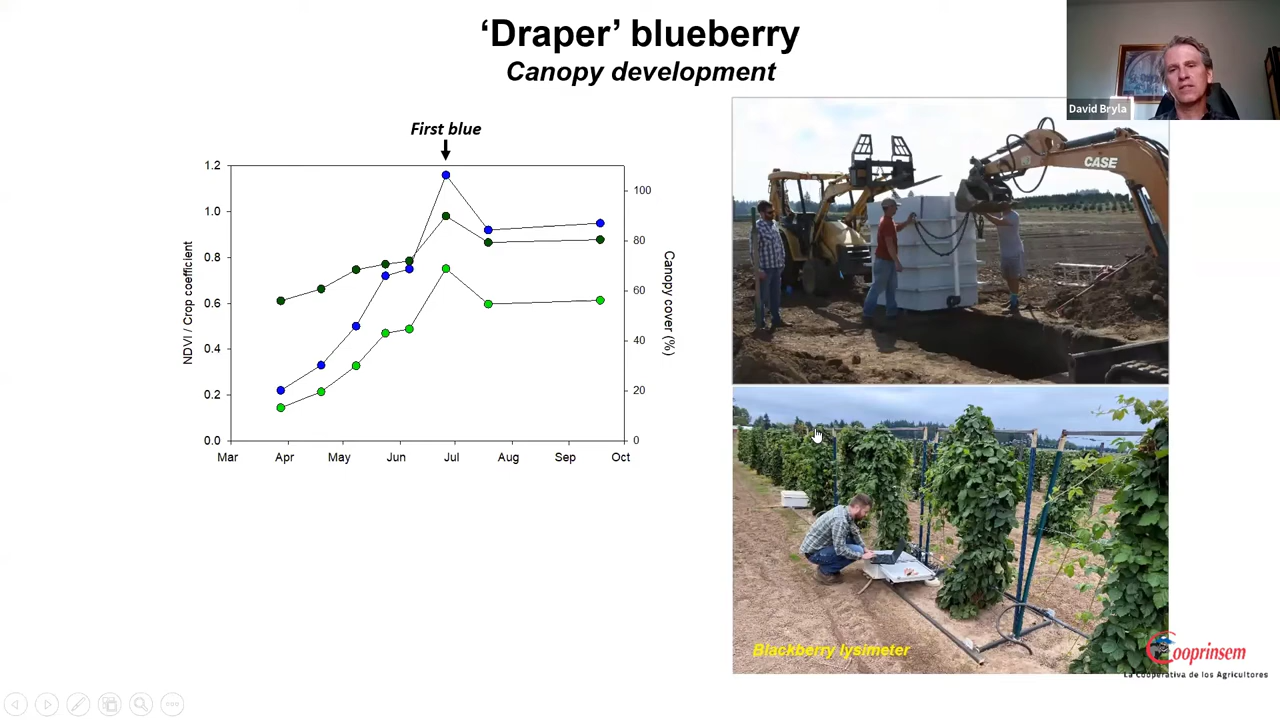 ‘Draper’ blueberry
Canopy development
David Bryla
First blue
1.2
1.0
0.8
0.6
0.4
0.2
0.0
NDVI / Crop coefficient
100
80
60
40
20
0
Canopy cover (%)
Mar Apr May Jun Jul Aug Sep Oct
CASE
Blackberry lysimeter
Cooprinsem
La Cooperativa de los Agricultores